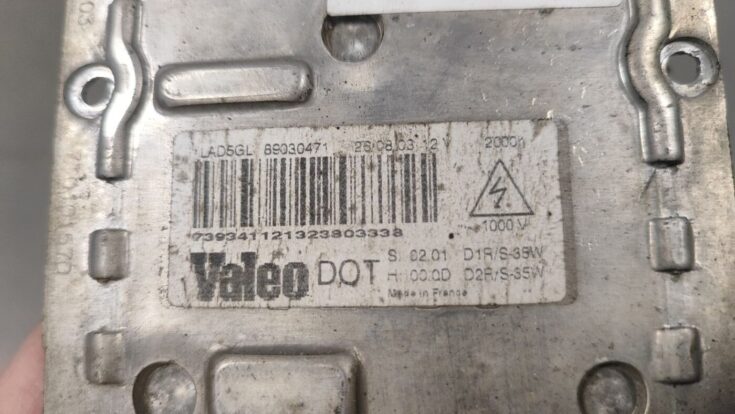 LAD5GL 89030471 26.08.03 12 V 2000h
739341121323803338
1000 V
Valeo DOT
S: 02.01 D1R/S-35W
H: 00.0D D2R/S-35W
Made in France